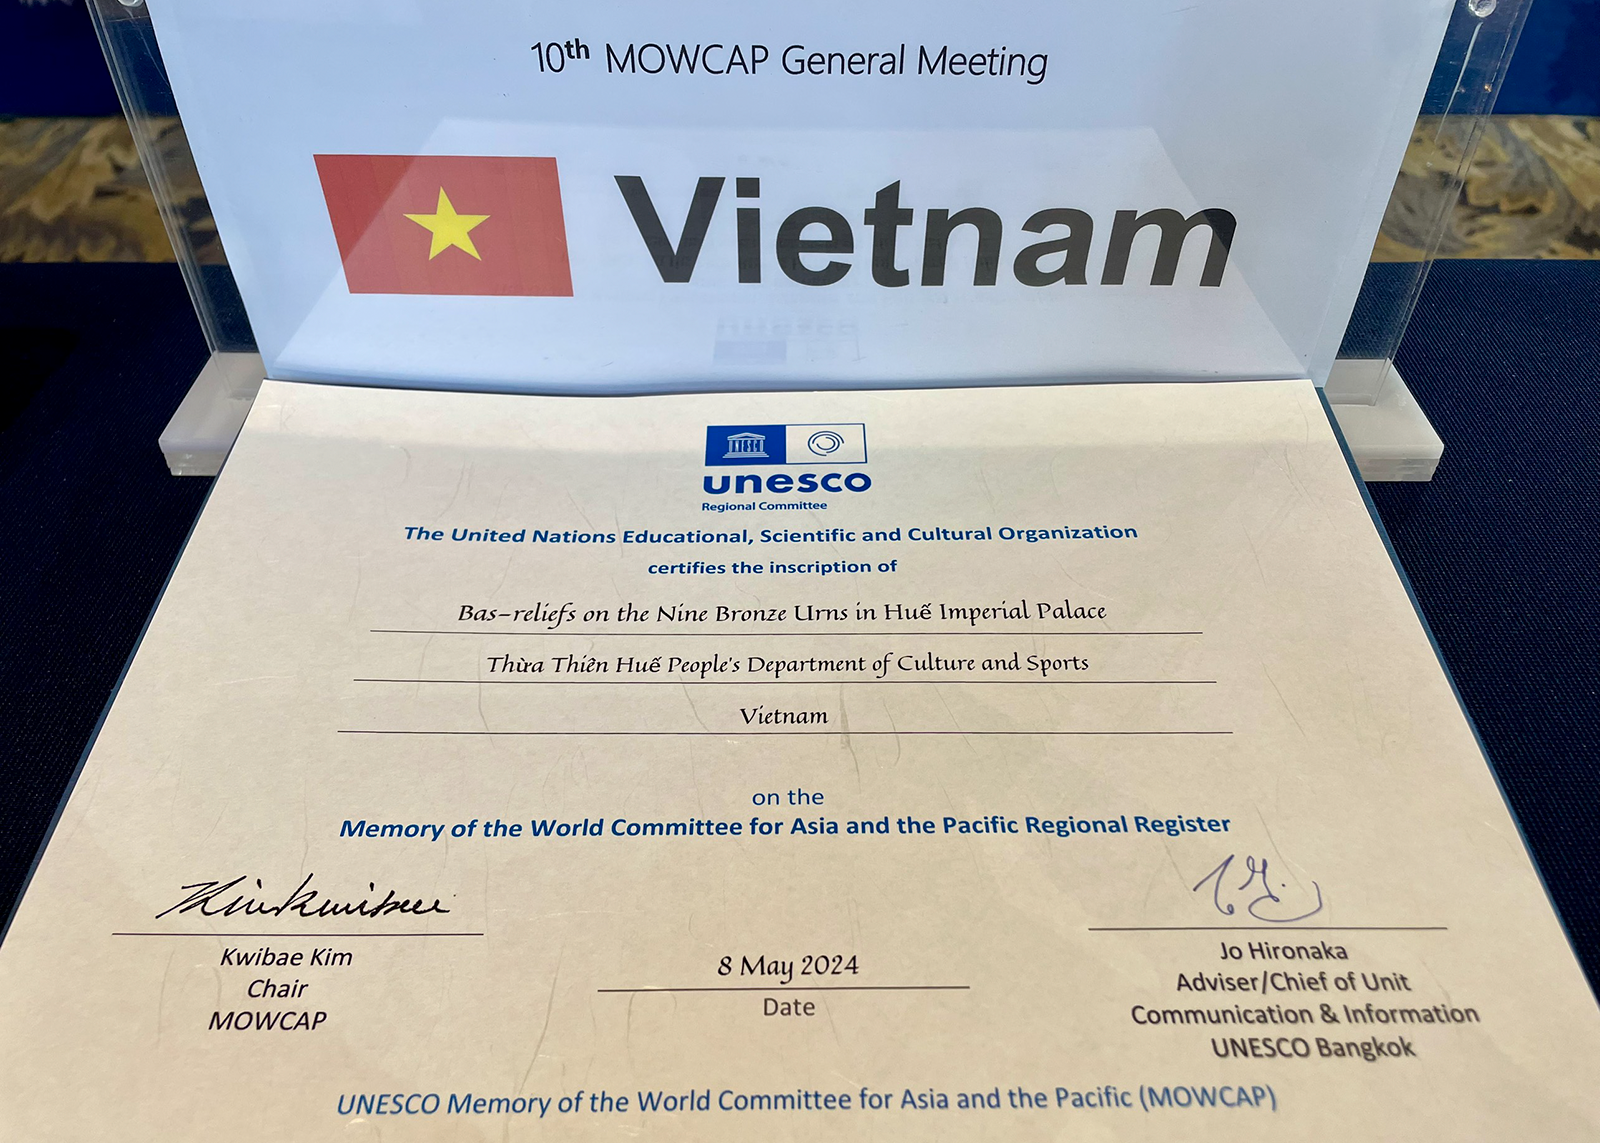 10th MOWCAP General Meeting
Vietnam
UNESCO
unesco
Regional Committee
The United Nations Educational, Scientific and Cultural Organization
certifies the inscription of
Bas-reliefs on the Nine Bronze Urns in Huế Imperial Palace
Thừa Thiên Huế People's Department of Culture and Sports
Vietnam
on the
Memory of the World Committee for Asia and the Pacific Regional Register
Kwibae Kim
Chair
MOWCAP
8 May 2024
Date
Jo Hironaka
Adviser/Chief of Unit
Communication & Information
UNESCO Bangkok
UNESCO Memory of the World Committee for Asia and the Pacific (MOWCAP)